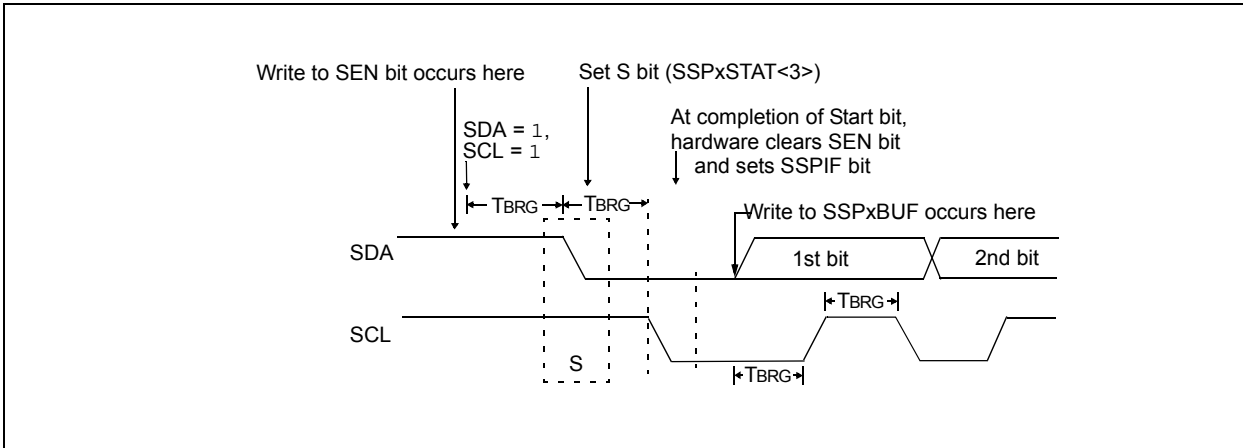 Write to SEN bit occurs here
Set S bit (SSPxSTAT<3>)
SDA = 1,
SCL = 1
At completion of Start bit,
hardware clears SEN bit
and sets SSPIF bit
TBRG
TBRG
Write to SSPxBUF occurs here
SDA
1st bit
2nd bit
TBRG
SCL
S
TBRG